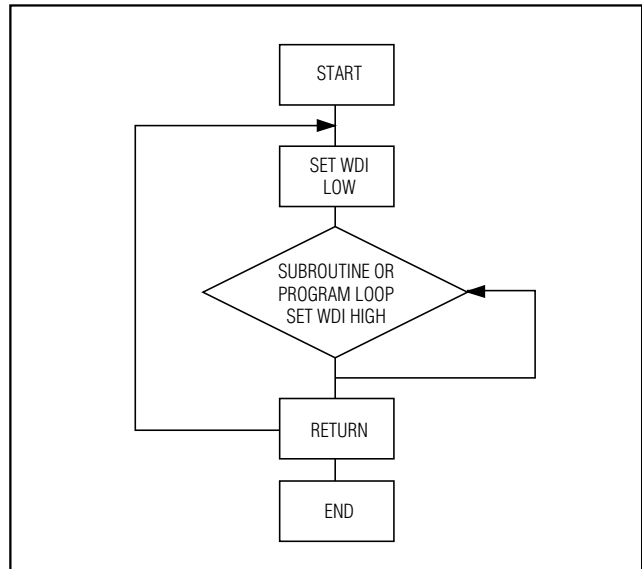 START
SET WDI
LOW
SUBROUTINE OR
PROGRAM LOOP
SET WDI HIGH
RETURN
END